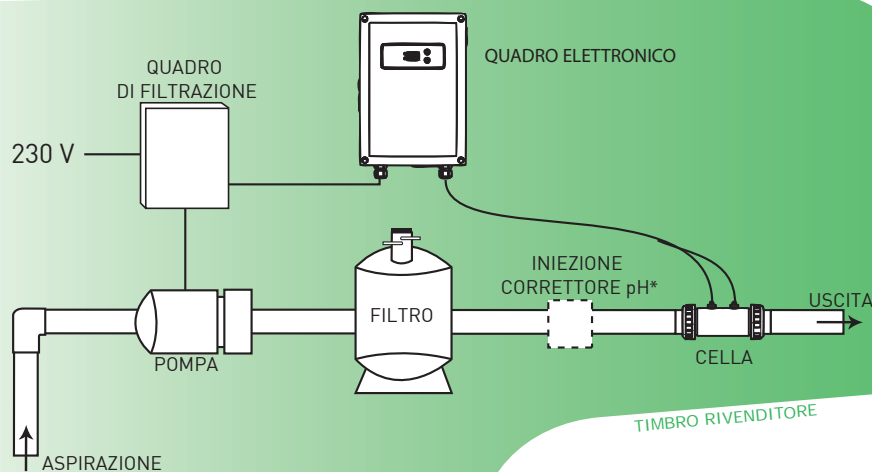 QUADRO
DI FILTRAZIONE
QUADRO ELETTRONICO
230 V
INIEZIONE
CORRETTORE pH*
USCITA
FILTRO
POMPA
CELLA
TIMBRO RIVENDITORE
ASPIRAZIONE